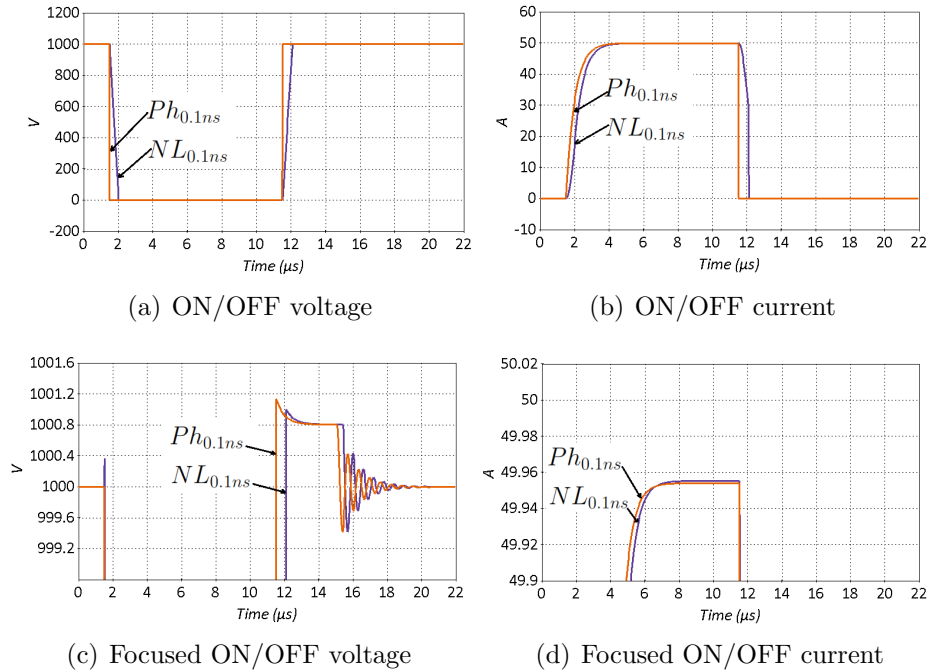 1000
800
600
400
200
0
-200
V
Ph0.1ns
NL0.1ns
0 2 4 6 8 10 12 14 16 18 20 22
Time (µs)
(a) ON/OFF voltage
60
50
40
30
20
10
0
-10
A
Ph0.1ns
NL0.1ns
0 2 4 6 8 10 12 14 16 18 20 22
Time (µs)
(b) ON/OFF current
1001.6
1001.2
1000.8
1000.4
1000
999.6
999.2
V
Ph0.1ns
NL0.1ns
0 2 4 6 8 10 12 14 16 18 20 22
Time (µs)
(c) Focused ON/OFF voltage
50.02
50
49.98
49.96
49.94
49.92
49.9
A
Ph0.1ns
NL0.1ns
0 2 4 6 8 10 12 14 16 18 20 22
Time (µs)
(d) Focused ON/OFF current